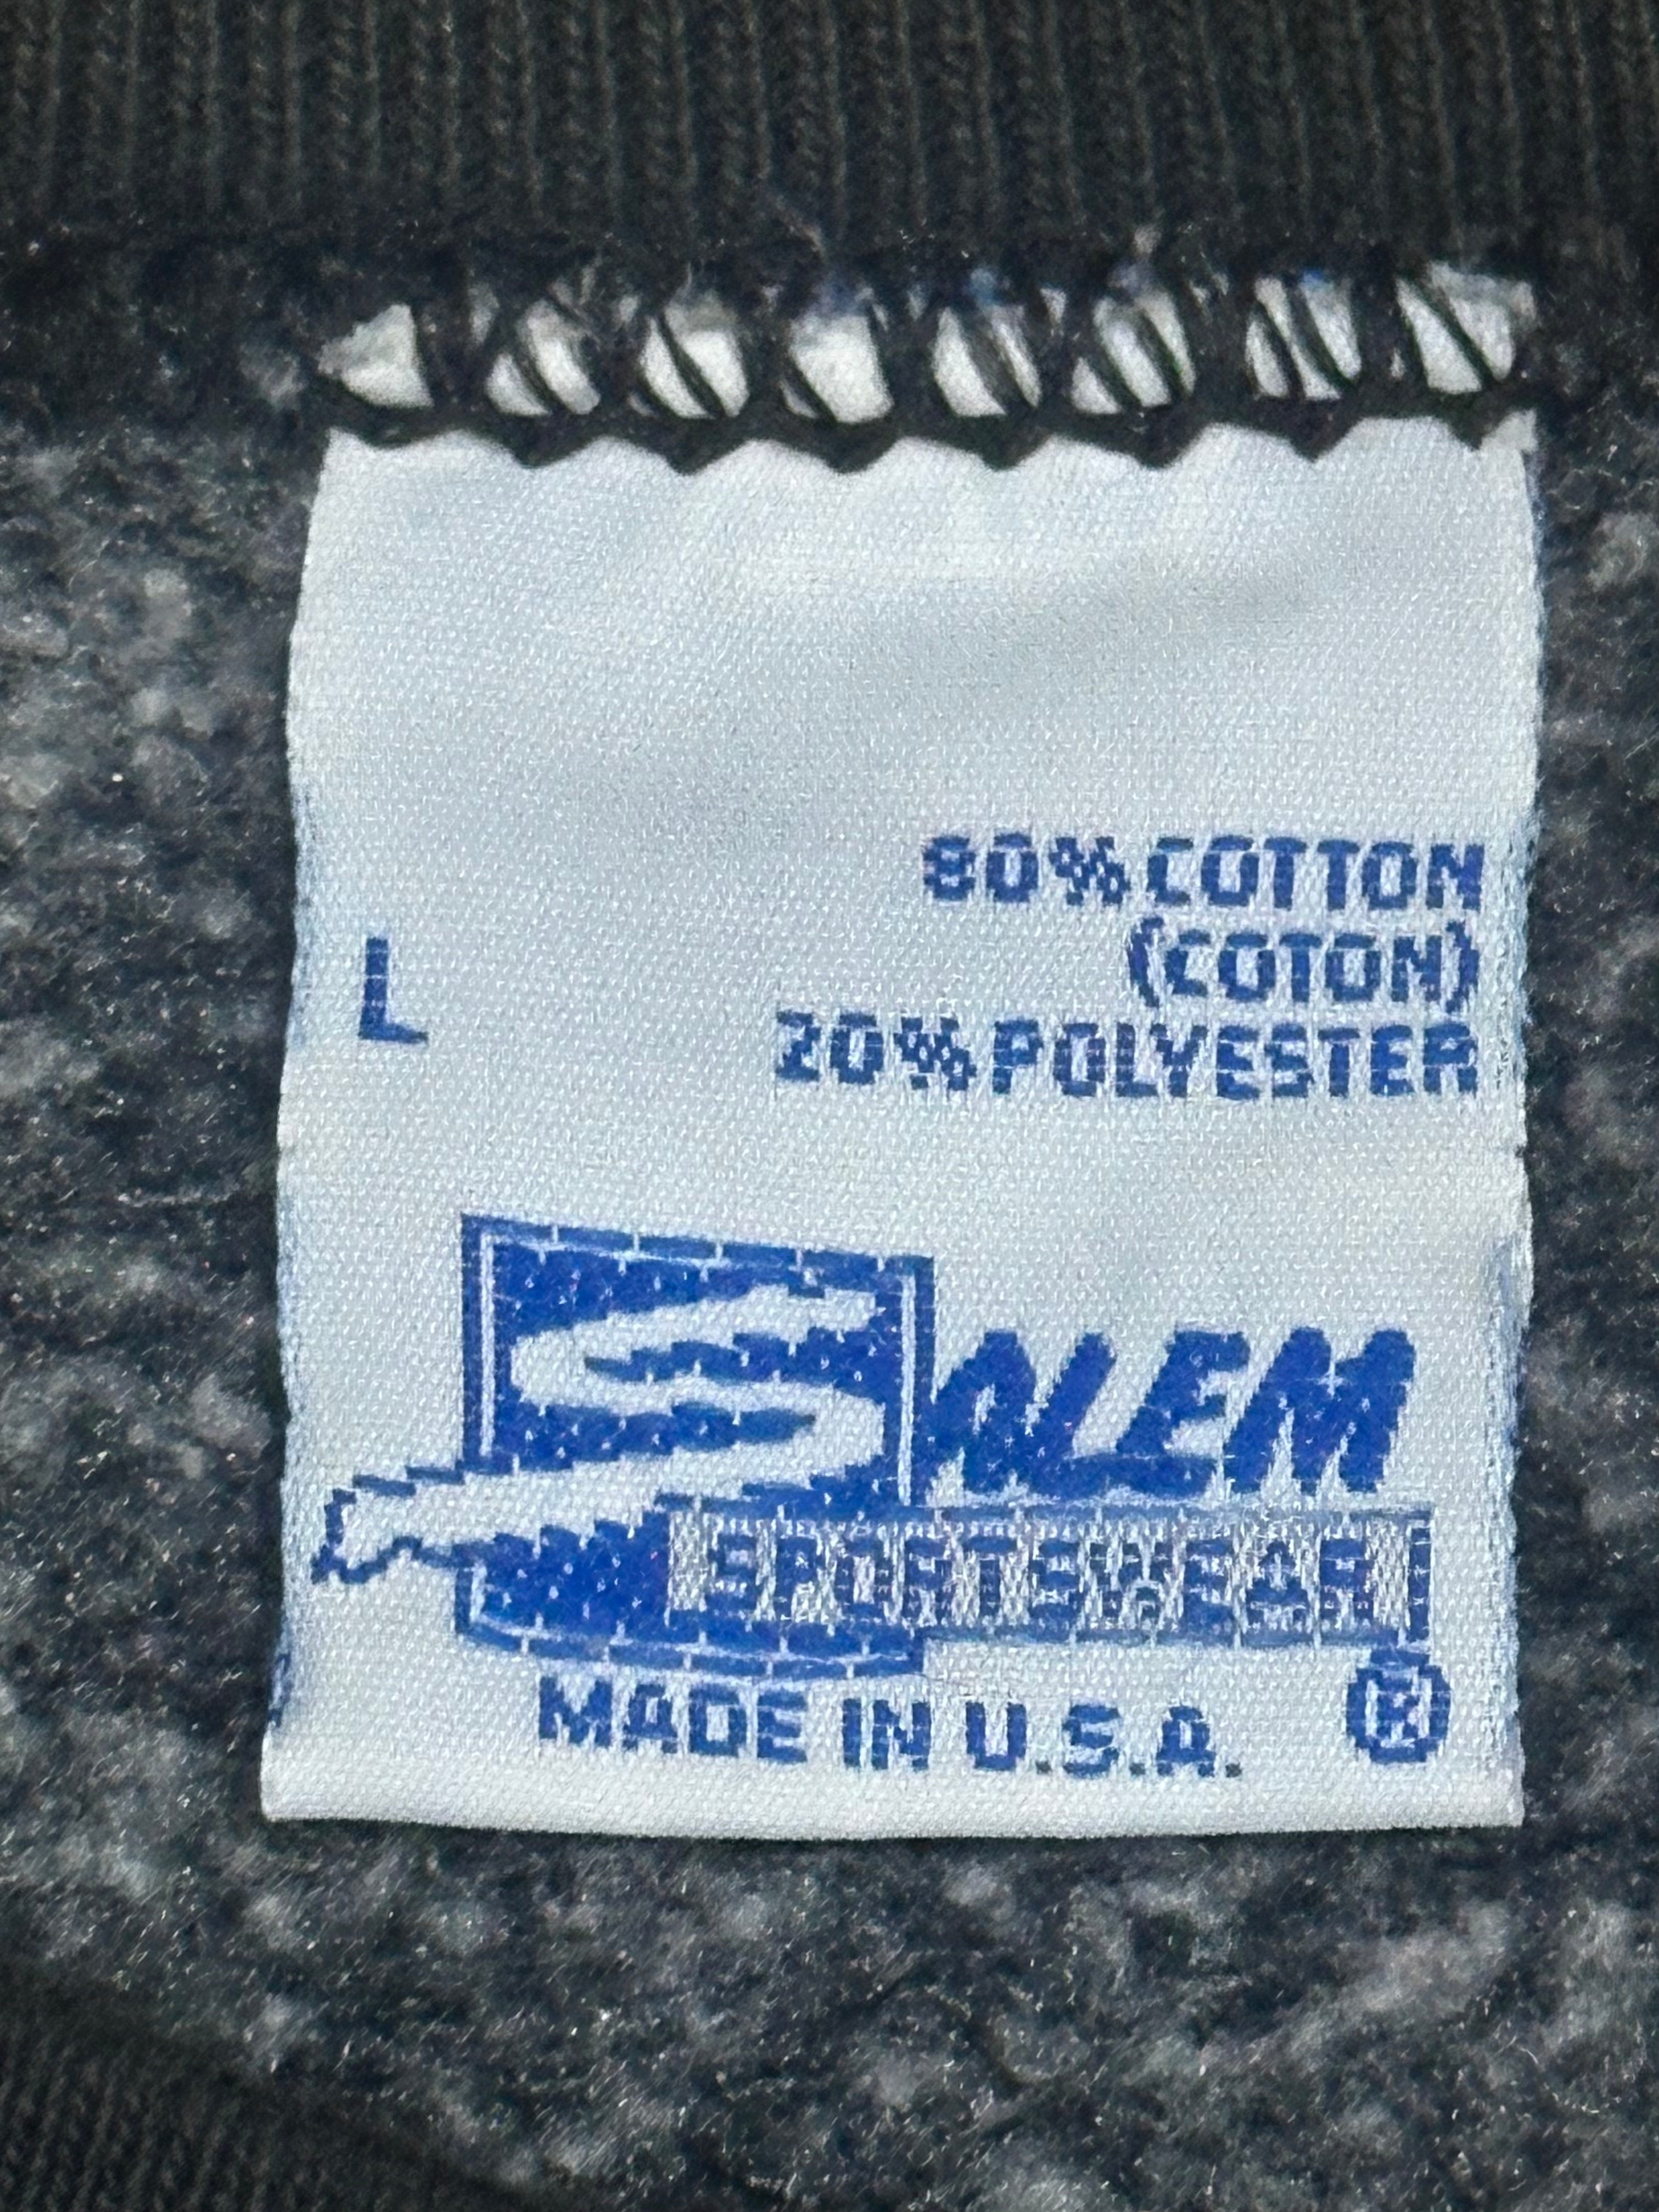 80% COTTON
(COTON)
L
20% POLYESTER
SALEM
SPORTSWEAR
MADE IN U.S.A.
®